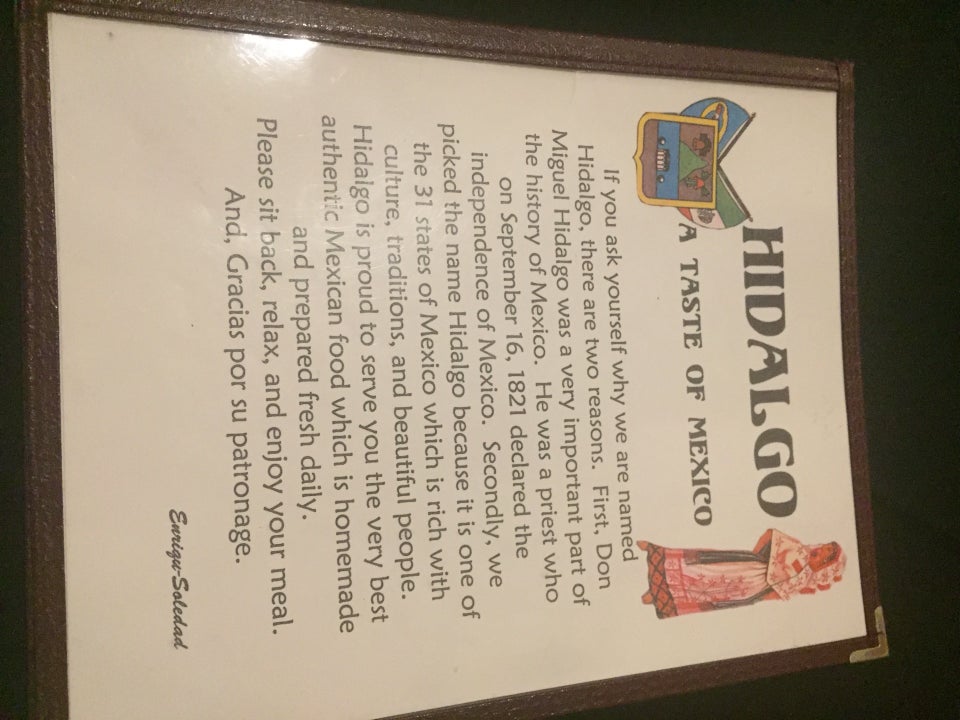 HIDALGO
A TASTE OF MEXICO
If you ask yourself why we are named
Hidalgo, there are two reasons. First, Don
Miguel Hidalgo was a very important part of
the history of Mexico. He was a priest who
on September 16, 1821 declared the
independence of Mexico. Secondly, we
picked the name Hidalgo because it is one of
the 31 states of Mexico which is rich with
culture, traditions, and beautiful people.
Hidalgo is proud to serve you the very best
authentic Mexican food which is homemade
and prepared fresh daily.
Please sit back, relax, and enjoy your meal.
And, Gracias por su patronage.
Enriqu-Soledad